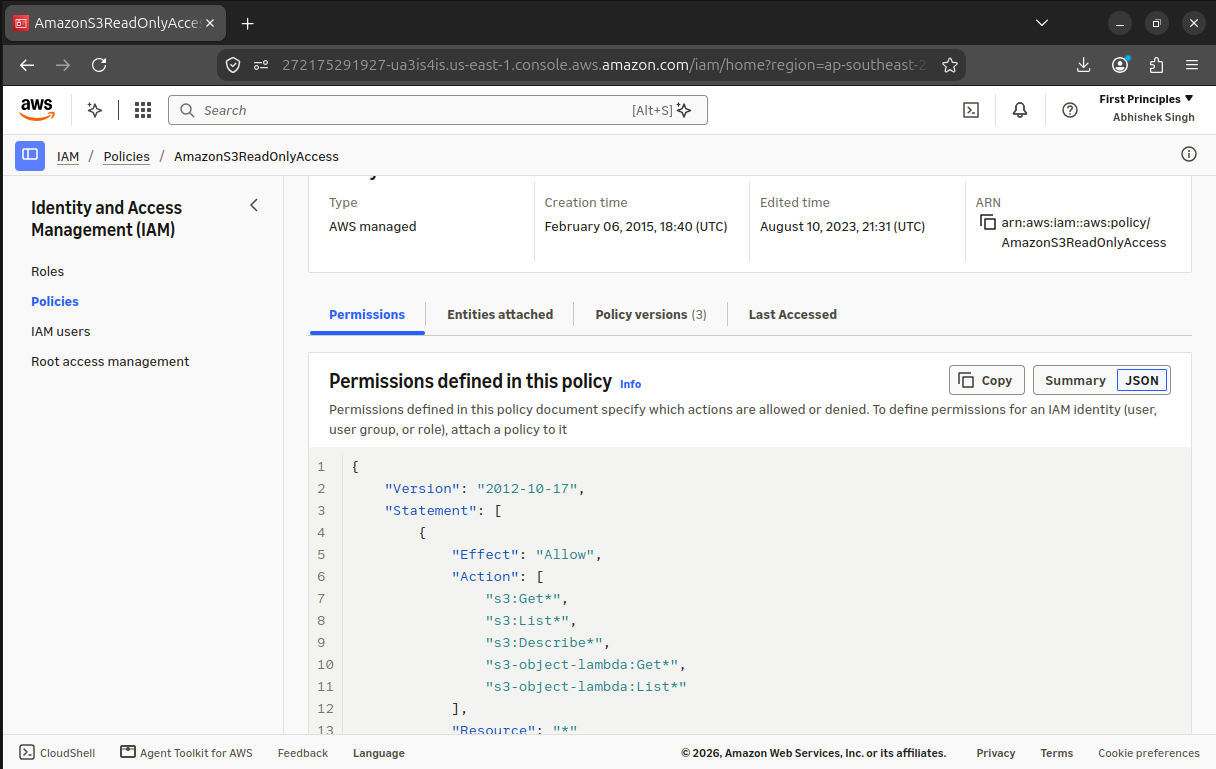 AmazonS3ReadOnlyAcces
272175291927-ua3is4is.us-east-1.console.aws.amazon.com/iam/home?region=ap-southeast-2
aws
Search [Alt+S]
First Principles
Abhishek Singh
IAM / Policies / AmazonS3ReadOnlyAccess
Identity and Access
Management (IAM)
Roles
Policies
IAM users
Root access management
Type
AWS managed
Creation time
February 06, 2015, 18:40 (UTC)
Edited time
August 10, 2023, 21:31 (UTC)
ARN
arn:aws:iam::aws:policy/
AmazonS3ReadOnlyAccess
Permissions
Entities attached
Policy versions (3)
Last Accessed
Permissions defined in this policy Info
Copy
Summary
JSON
Permissions defined in this policy document specify which actions are allowed or denied. To define permissions for an IAM identity (user,
user group, or role), attach a policy to it
1 {
2 "Version": "2012-10-17",
3 "Statement": [
4 {
5 "Effect": "Allow",
6 "Action": [
7 "s3:Get*",
8 "s3:List*",
9 "s3:Describe*",
10 "s3-object-lambda:Get*",
11 "s3-object-lambda:List*"
12 ],
13 "Resource": "*"
CloudShell
Agent Toolkit for AWS
Feedback
Language
© 2026, Amazon Web Services, Inc. or its affiliates.
Privacy
Terms
Cookie preferences